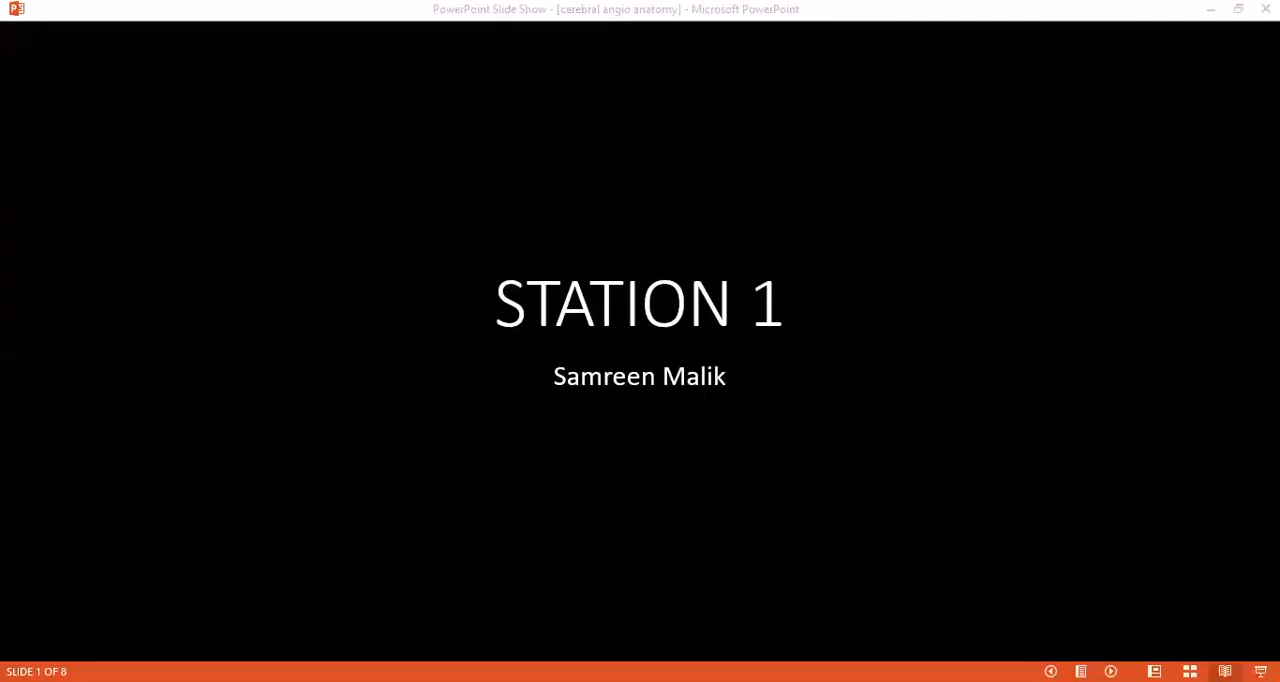 PowerPoint Slide Show - [cerebral angio anatomy] - Microsoft PowerPoint
STATION 1
Samreen Malik
SLIDE 1 OF 8